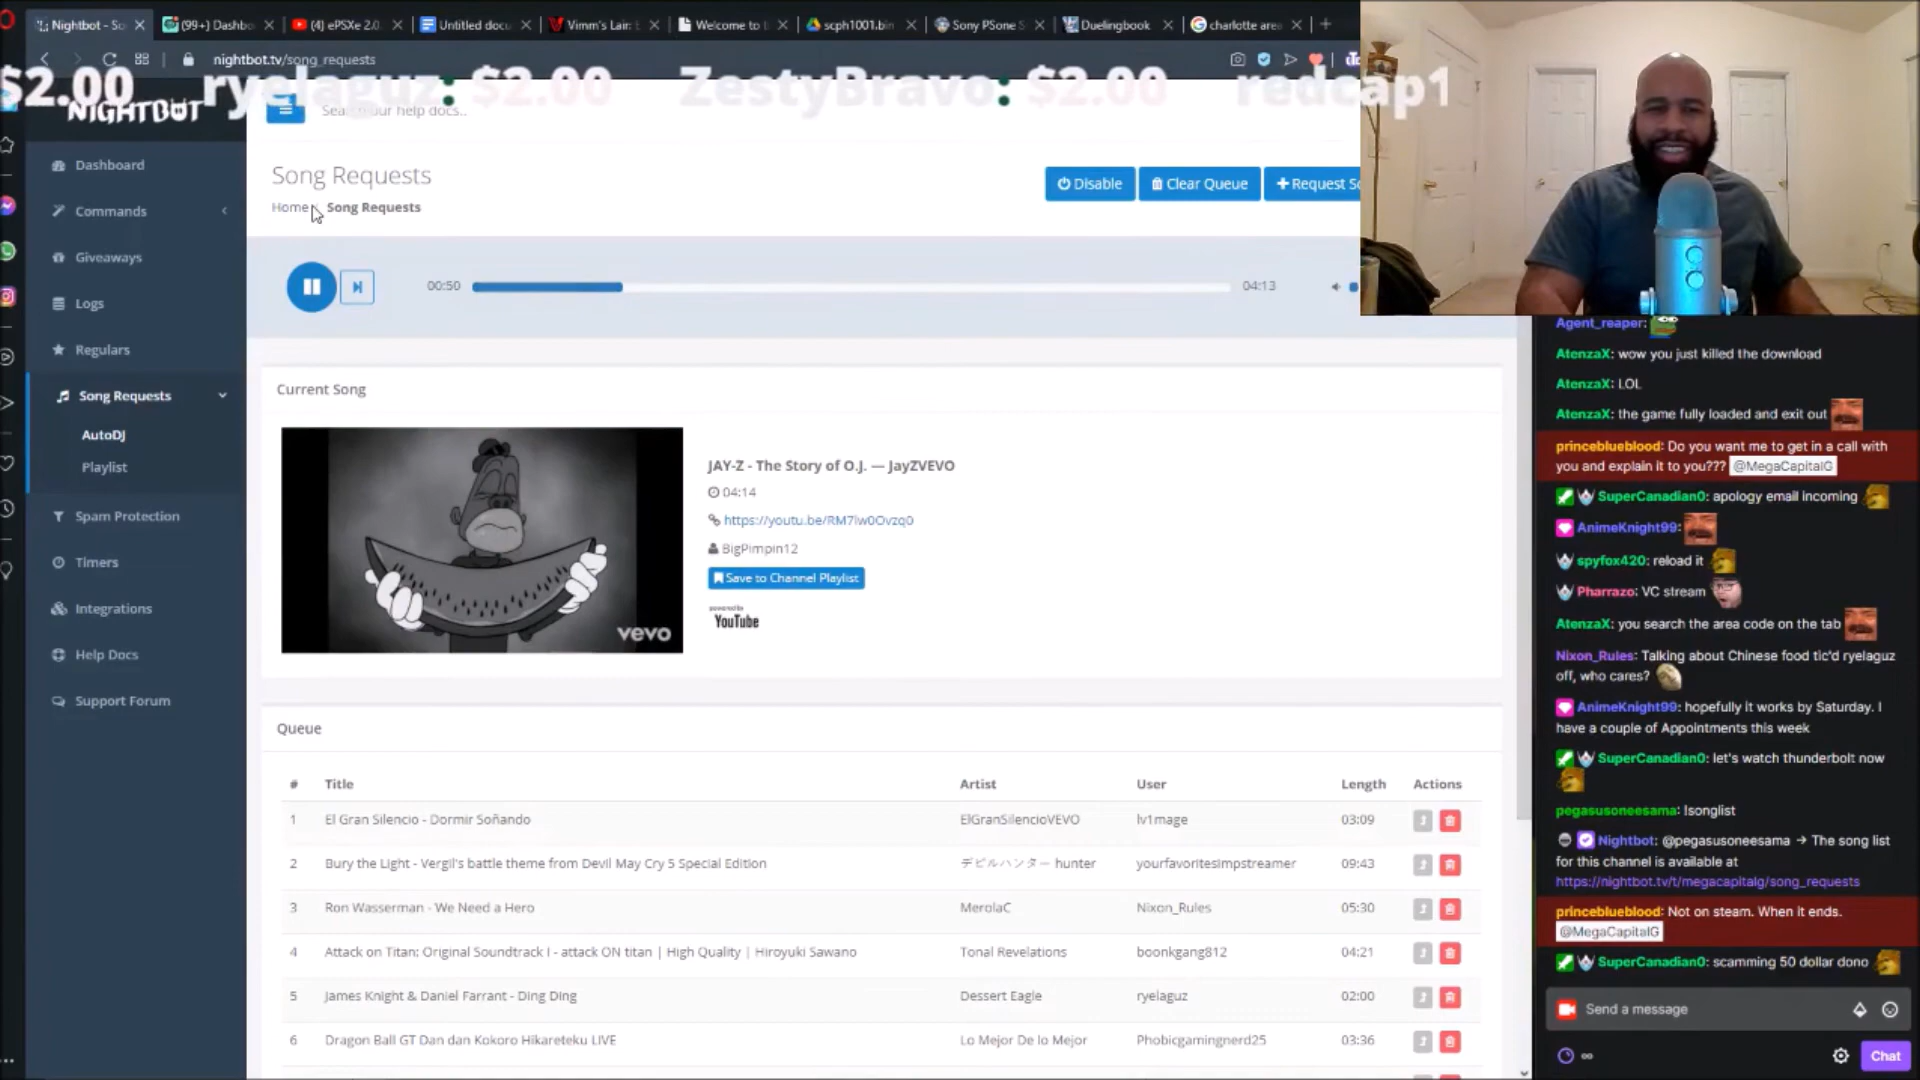 Nightbot - So
(99+) Dashbo
(4) ePSXe 2.0.
Untitled docu
Vimm's Lair:
Welcome to
scph1001.bin
Sony PSone
Duelingbook
charlotte area
nightbot.tv/song_requests
$2.00 ryelaguz: $2.00 ZestyBravo: $2.00 redcap1
NIGHTBOT
Search our help docs..
Dashboard
Commands
Giveaways
Logs
Regulars
Song Requests
AutoDJ
Playlist
Spam Protection
Timers
Integrations
Help Docs
Support Forum
Song Requests
Home Song Requests
Disable
Clear Queue
Request So
00:50
04:13
Current Song
vevo
JAY-Z - The Story of O.J. — JayZVEVO
04:14
https://youtu.be/RM7lw0Ovzq0
BigPimpin12
Save to Channel Playlist
powered by
YouTube
Queue
# Title Artist User Length Actions
1 El Gran Silencio - Dormir Soñando ElGranSilencioVEVO lv1mage 03:09
2 Bury the Light - Vergil's battle theme from Devil May Cry 5 Special Edition デビルハンター hunter yourfavoritesimpstreamer 09:43
3 Ron Wasserman - We Need a Hero MerolaC Nixon_Rules 05:30
4 Attack on Titan: Original Soundtrack I - attack ON titan | High Quality | Hiroyuki Sawano Tonal Revelations boonkgang812 04:21
5 James Knight & Daniel Farrant - Ding Ding Dessert Eagle ryelaguz 02:00
6 Dragon Ball GT Dan dan Kokoro Hikareteku LIVE Lo Mejor De lo Mejor Phobicgamingnerd25 03:36
Agent_reaper:
AtenzaX: wow you just killed the download
AtenzaX: LOL
AtenzaX: the game fully loaded and exit out
princeblueblood: Do you want me to get in a call with
you and explain it to you??? @MegaCapitalG
SuperCanadian0: apology email incoming
AnimeKnight99:
spyfox420: reload it
Pharrazo: VC stream
AtenzaX: you search the area code on the tab
Nixon_Rules: Talking about Chinese food tic'd ryelaguz
off, who cares?
AnimeKnight99: hopefully it works by Saturday. I
have a couple of Appointments this week
SuperCanadian0: let's watch thunderbolt now
pegasusoneesama: !songlist
Nightbot: @pegasusoneesama → The song list
for this channel is available at
https://nightbot.tv/t/megacapitalg/song_requests
princeblueblood: Not on steam. When it ends.
@MegaCapitalG
SuperCanadian0: scamming 50 dollar dono
Send a message
Chat